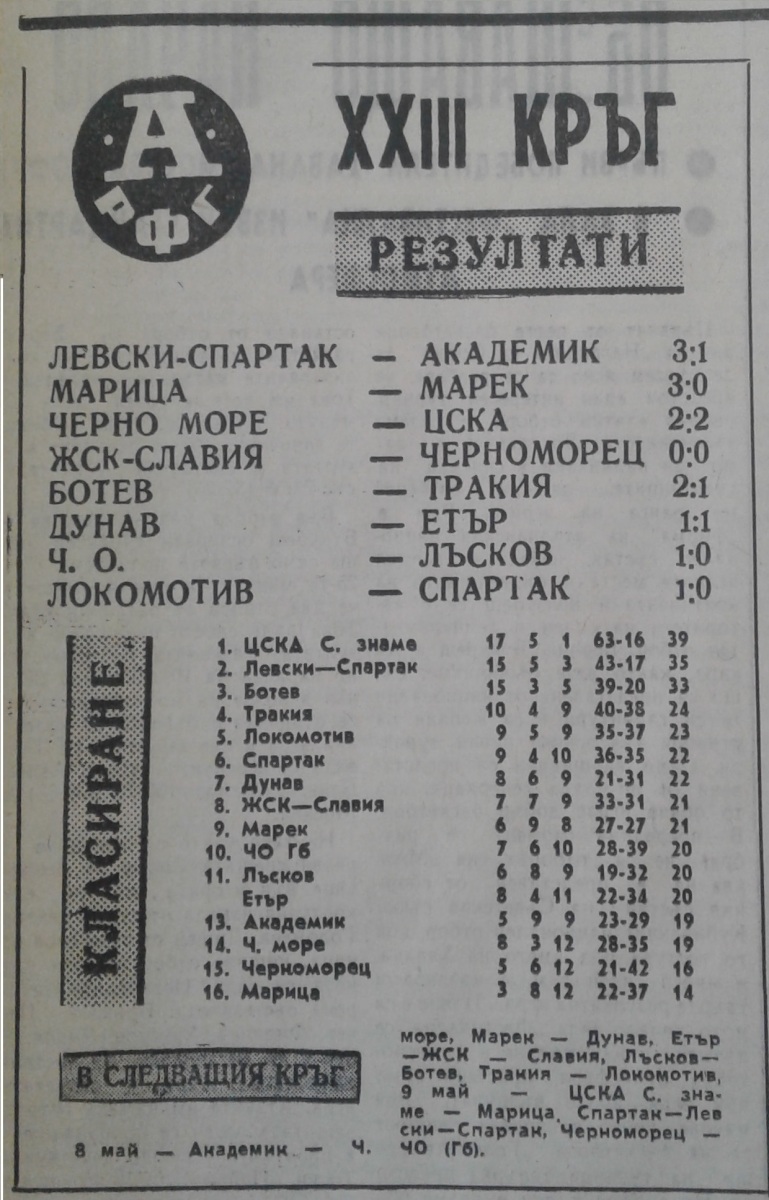 А
РФГ
XXIII КРЪГ
РЕЗУЛТАТИ
ЛЕВСКИ-СПАРТАК — АКАДЕМИК 3:1
МАРИЦА — МАРЕК 3:0
ЧЕРНО МОРЕ — ЦСКА 2:2
ЖСК-СЛАВИЯ — ЧЕРНОМОРЕЦ 0:0
БОТЕВ — ТРАКИЯ 2:1
ДУНАВ — ЕТЪР 1:1
Ч. О. — ЛЪСКОВ 1:0
ЛОКОМОТИВ — СПАРТАК 1:0
КЛАСИРАНЕ
1. ЦСКА С. знаме 17 5 1 63-16 39
2. Левски—Спартак 15 5 3 43-17 35
3. Ботев 15 3 5 39-20 33
4. Тракия 10 4 9 40-38 24
5. Локомотив 9 5 9 35-37 23
6. Спартак 9 4 10 36-35 22
7. Дунав 8 6 9 21-31 22
8. ЖСК—Славия 7 7 9 33-31 21
9. Марек 6 9 8 27-27 21
10. ЧО Гб 7 6 10 28-39 20
11. Лъсков 6 8 9 19-32 20
Етър 8 4 11 22-34 20
13. Академик 5 9 9 23-29 19
14. Ч. море 8 3 12 28-35 19
15. Черноморец 5 6 12 21-42 16
16. Марица 3 8 12 22-37 14
В СЛЕДВАЩИЯ КРЪГ
8 май — Академик — Ч.
море, Марек — Дунав, Етър
—ЖСК — Славия, Лъсков—
Ботев, Тракия — Локомотив,
9 май — ЦСКА С. зна-
ме — Марица, Спартак—Лев
ски—Спартак, Черноморец —
ЧО (Гб).